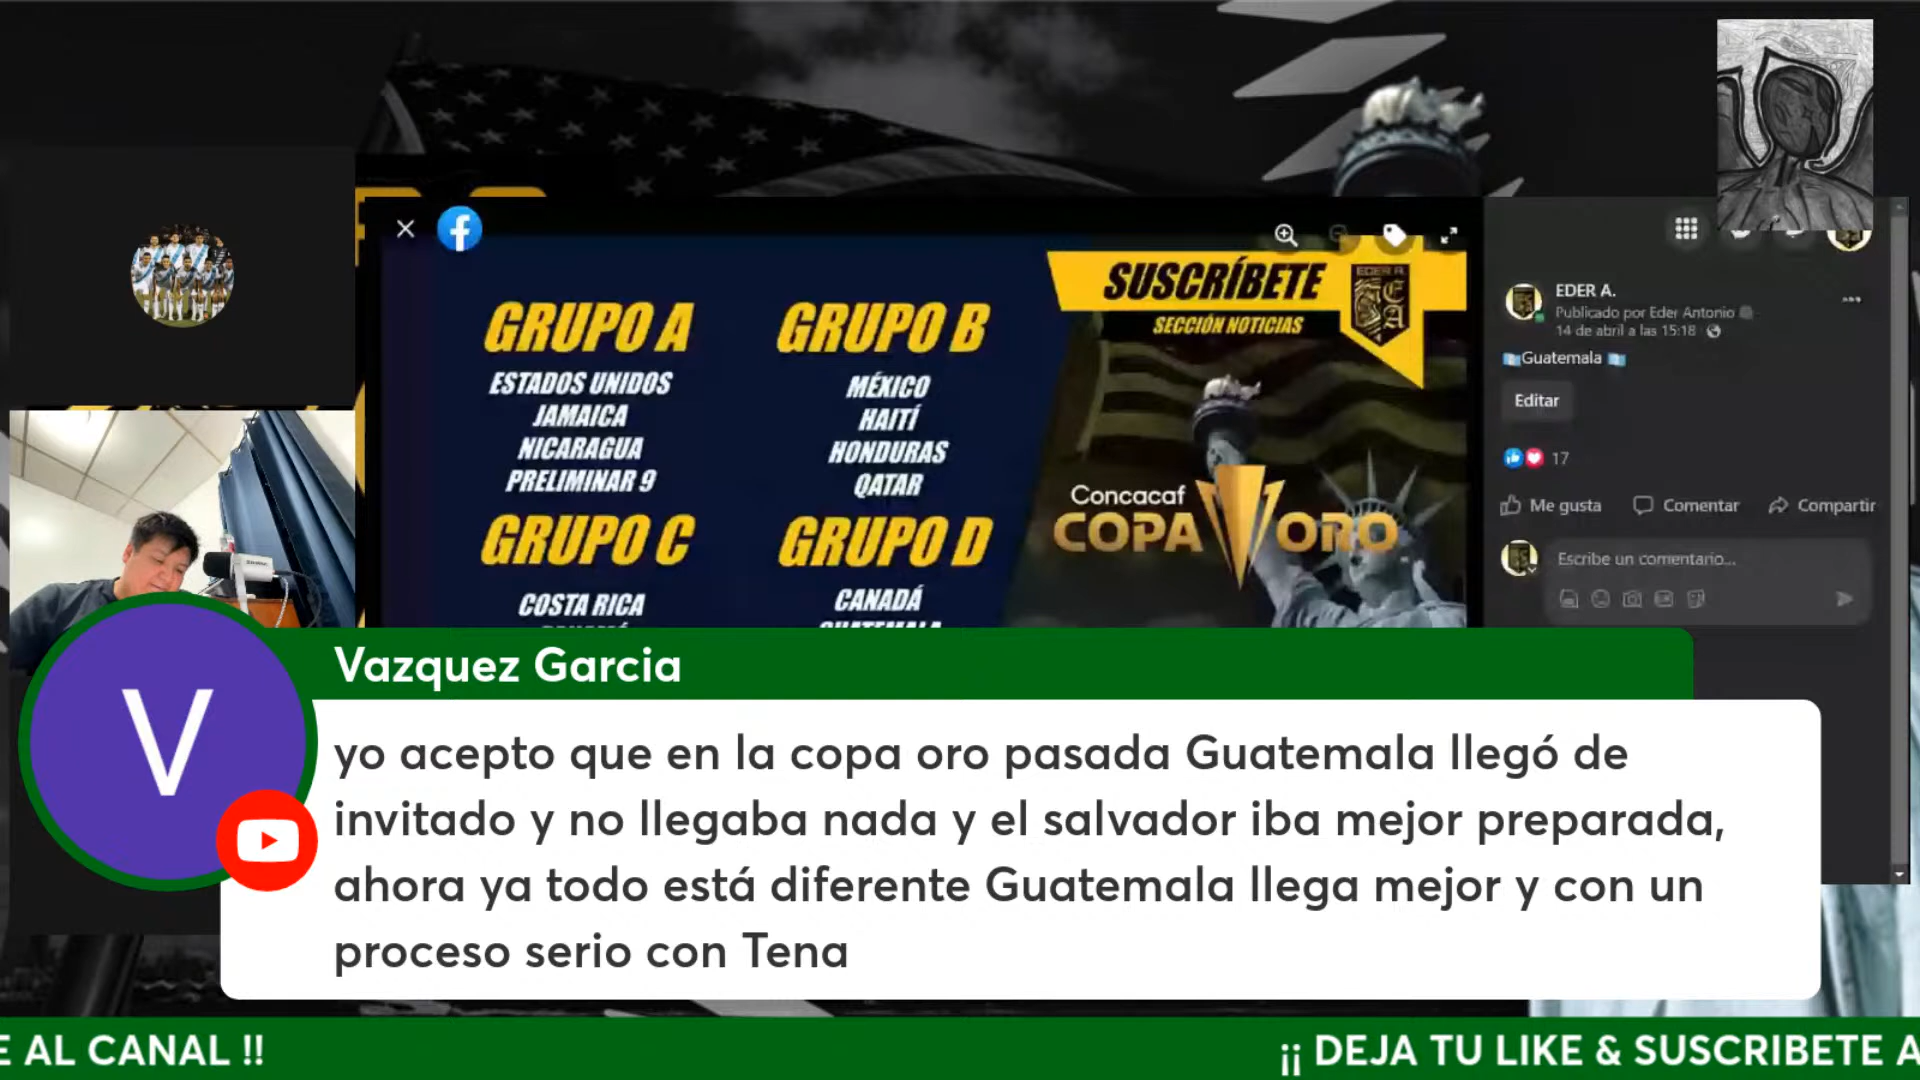 SUSCRÍBETE
SECCIÓN NOTICIAS
EDER A.
GRUPO A
ESTADOS UNIDOS
JAMAICA
NICARAGUA
PRELIMINAR 9
GRUPO B
MÉXICO
HAITÍ
HONDURAS
QATAR
GRUPO C
COSTA RICA
GRUPO D
CANADÁ
GUATEMALA
Concacaf
COPA ORO
EDER A.
Publicado por Eder Antonio
14 de abril a las 15:18
Guatemala
Editar
17
Me gusta
Comentar
Compartir
Escribe un comentario...
Vazquez Garcia
V
yo acepto que en la copa oro pasada Guatemala llegó de
invitado y no llegaba nada y el salvador iba mejor preparada,
ahora ya todo está diferente Guatemala llega mejor y con un
proceso serio con Tena
E AL CANAL !!
¡¡ DEJA TU LIKE & SUSCRIBETE A